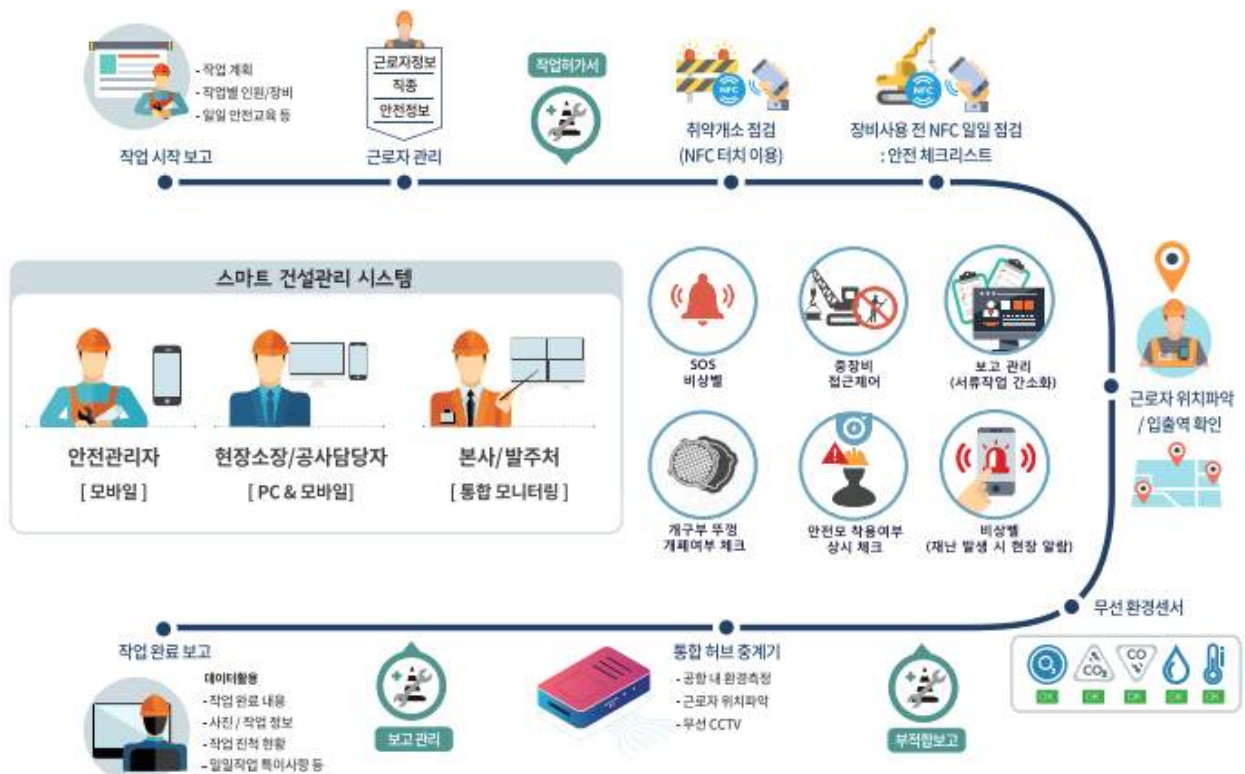 - 작업 계획
- 작업별 인원/장비
- 일일 안전교육 등
작업 시작 보고
근로자정보
직종
안전정보
근로자 관리
작업허가서
NFC
취약개소 점검
(NFC 터치 이용)
NFC
장비사용 전 NFC 일일 점검
: 안전 체크리스트
스마트 건설관리 시스템
안전관리자
[ 모바일 ]
현장소장/공사담당자
[ PC & 모바일]
본사/발주처
[ 통합 모니터링 ]
SOS
비상벨
중장비
접근제어
보고 관리
(서류작업 간소화)
개구부 뚜껑
개폐여부 체크
안전모 착용여부
상시 체크
비상벨
(재난 발생 시 현장 알람)
근로자 위치파악
/ 입출역 확인
무선 환경센서
O₃
CO₂
CO
OK
OK
OK
OK
OK
작업 완료 보고
데이터활용
- 작업 완료 내용
- 사진 / 작업 정보
- 작업 진척 현황
- 일일작업 특이사항 등
보고관리
통합 허브 중계기
- 공항 내 환경측정
- 근로자 위치파악
- 무선 CCTV
부적합보고